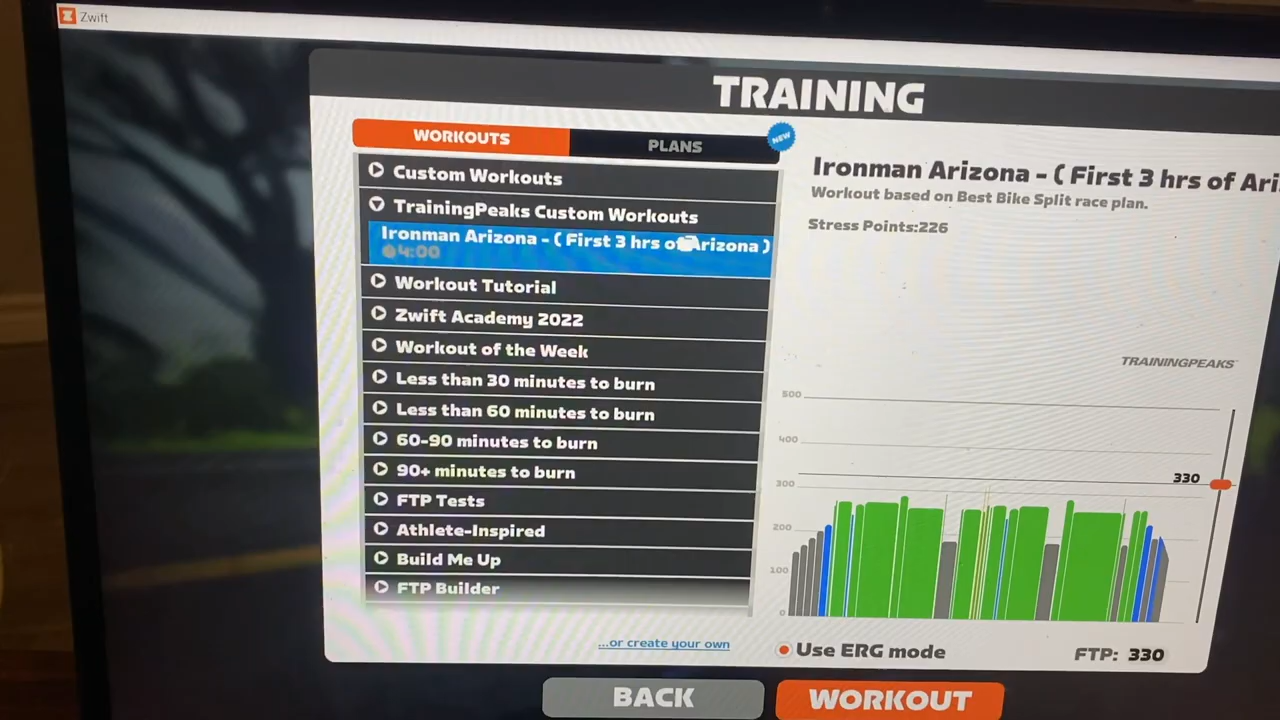 Zwift
TRAINING
WORKOUTS
PLANS
NEW
Custom Workouts
TrainingPeaks Custom Workouts
Ironman Arizona - ( First 3 hrs of Arizona )
4:00
Workout Tutorial
Zwift Academy 2022
Workout of the Week
Less than 30 minutes to burn
Less than 60 minutes to burn
60-90 minutes to burn
90+ minutes to burn
FTP Tests
Athlete-Inspired
Build Me Up
FTP Builder
...or create your own
Ironman Arizona - ( First 3 hrs of Ari
Workout based on Best Bike Split race plan.
Stress Points:226
TRAININGPEAKS
500
400
330
300
200
100
0
Use ERG mode
FTP: 330
BACK
WORKOUT